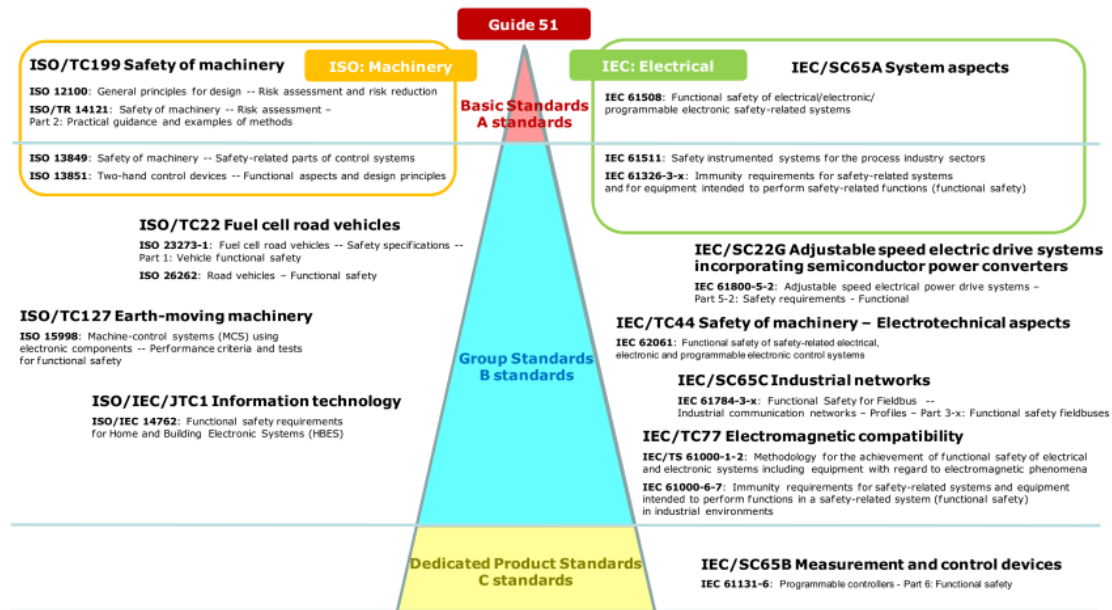 Guide 51
ISO: Machinery
ISO/TC199 Safety of machinery
ISO 12100: General principles for design -- Risk assessment and risk reduction
ISO/TR 14121: Safety of machinery -- Risk assessment –
Part 2: Practical guidance and examples of methods
ISO 13849: Safety of machinery -- Safety-related parts of control systems
ISO 13851: Two-hand control devices -- Functional aspects and design principles
IEC: Electrical
IEC/SC65A System aspects
IEC 61508: Functional safety of electrical/electronic/
programmable electronic safety-related systems
IEC 61511: Safety instrumented systems for the process industry sectors
IEC 61326-3-x: Immunity requirements for safety-related systems
and for equipment intended to perform safety-related functions (functional safety)
Basic Standards
A standards
ISO/TC22 Fuel cell road vehicles
ISO 23273-1: Fuel cell road vehicles -- Safety specifications --
Part 1: Vehicle functional safety
ISO 26262: Road vehicles – Functional safety
ISO/TC127 Earth-moving machinery
ISO 15998: Machine-control systems (MCS) using
electronic components -- Performance criteria and tests
for functional safety
ISO/IEC/JTC1 Information technology
ISO/IEC 14762: Functional safety requirements
for Home and Building Electronic Systems (HBES)
Group Standards
B standards
IEC/SC22G Adjustable speed electric drive systems
incorporating semiconductor power converters
IEC 61800-5-2: Adjustable speed electrical power drive systems –
Part 5-2: Safety requirements - Functional
IEC/TC44 Safety of machinery – Electrotechnical aspects
IEC 62061: Functional safety of safety-related electrical,
electronic and programmable electronic control systems
IEC/SC65C Industrial networks
IEC 61784-3-x: Functional Safety for Fieldbus --
Industrial communication networks – Profiles – Part 3-x: Functional safety fieldbuses
IEC/TC77 Electromagnetic compatibility
IEC/TS 61000-1-2: Methodology for the achievement of functional safety of electrical
and electronic systems including equipment with regard to electromagnetic phenomena
IEC 61000-6-7: Immunity requirements for safety-related systems and equipment
intended to perform functions in a safety-related system (functional safety)
in industrial environments
Dedicated Product Standards
C standards
IEC/SC65B Measurement and control devices
IEC 61131-6: Programmable controllers - Part 6: Functional safety